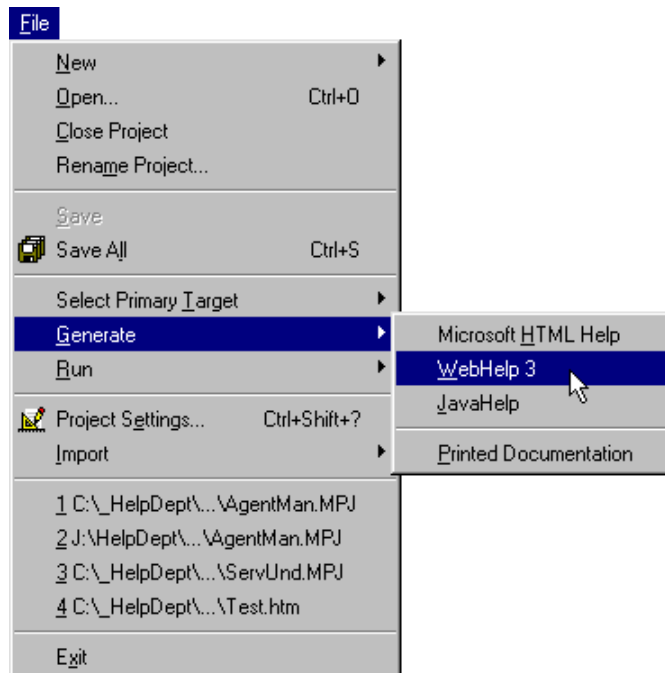 File
New
Open... Ctrl+O
Close Project
Rename Project...
Save
Save All Ctrl+S
Select Primary Target
Generate
Microsoft HTML Help
Run
WebHelp 3
JavaHelp
Project Settings... Ctrl+Shift+?
Import
Printed Documentation
1 C:\_HelpDept\...\AgentMan.MPJ
2 J:\HelpDept\...\AgentMan.MPJ
3 C:\_HelpDept\...\ServUnd.MPJ
4 C:\_HelpDept\...\Test.htm
Exit